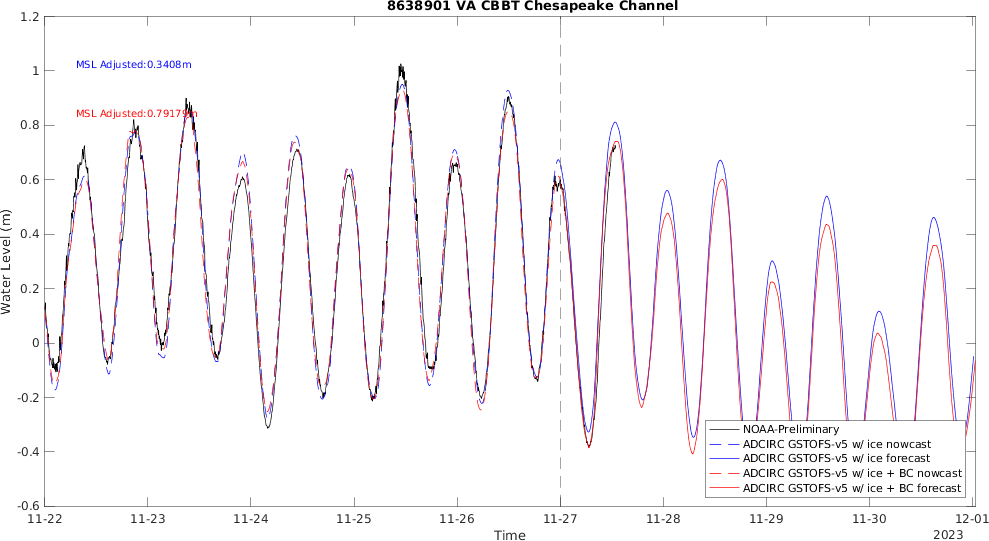 8638901 VA CBBT Chesapeake Channel
1.2
1
0.8
0.6
0.4
0.2
0
-0.2
-0.4
-0.6
Water Level (m)
MSL Adjusted:0.3408m
MSL Adjusted:0.79179m
NOAA-Preliminary
ADCIRC GSTOFS-v5 w/ ice nowcast
ADCIRC GSTOFS-v5 w/ ice forecast
ADCIRC GSTOFS-v5 w/ ice + BC nowcast
ADCIRC GSTOFS-v5 w/ ice + BC forecast
11-22 11-23 11-24 11-25 11-26 11-27 11-28 11-29 11-30 12-01
Time
2023